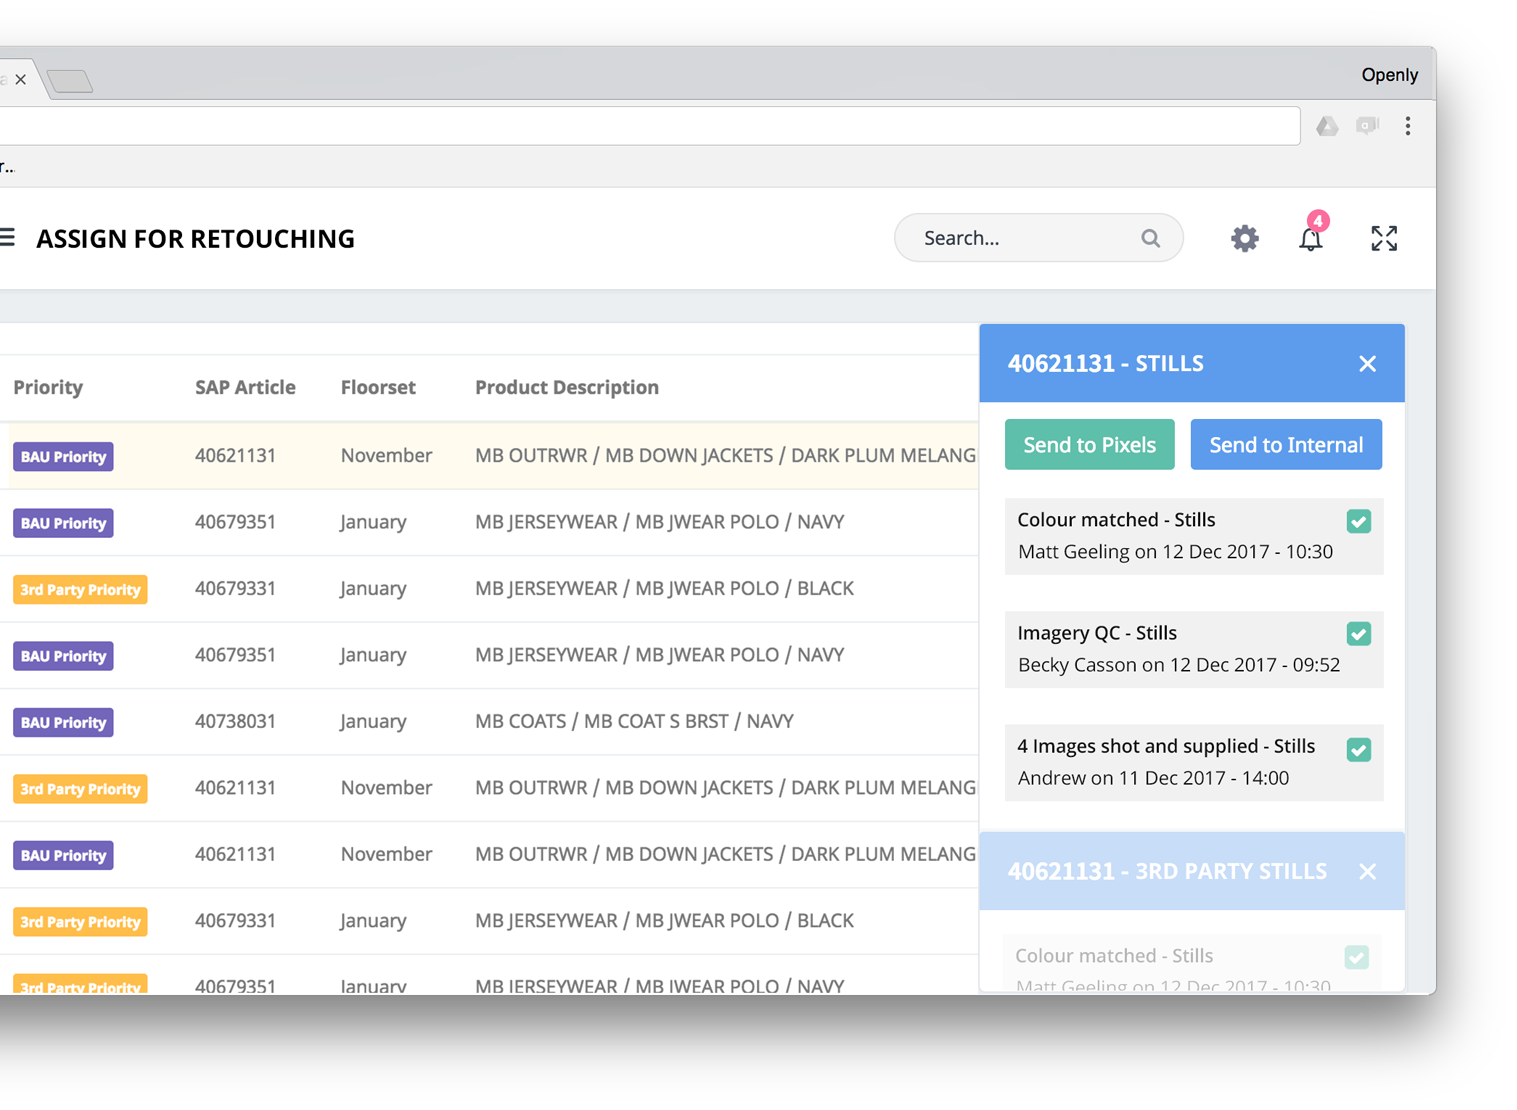 Openly
r...
ASSIGN FOR RETOUCHING
Search...
4
Priority SAP Article Floorset Product Description
BAU Priority 40621131 November MB OUTRWR / MB DOWN JACKETS / DARK PLUM MELANG
BAU Priority 40679351 January MB JERSEYWEAR / MB JWEAR POLO / NAVY
3rd Party Priority 40679331 January MB JERSEYWEAR / MB JWEAR POLO / BLACK
BAU Priority 40679351 January MB JERSEYWEAR / MB JWEAR POLO / NAVY
BAU Priority 40738031 January MB COATS / MB COAT S BRST / NAVY
3rd Party Priority 40621131 November MB OUTRWR / MB DOWN JACKETS / DARK PLUM MELANG
BAU Priority 40621131 November MB OUTRWR / MB DOWN JACKETS / DARK PLUM MELANG
3rd Party Priority 40679331 January MB JERSEYWEAR / MB JWEAR POLO / BLACK
3rd Party Priority 40679351 January MB JERSEYWEAR / MB JWEAR POLO / NAVY
40621131 - STILLS
Send to Pixels Send to Internal
Colour matched - Stills
Matt Geeling on 12 Dec 2017 - 10:30
Imagery QC - Stills
Becky Casson on 12 Dec 2017 - 09:52
4 Images shot and supplied - Stills
Andrew on 11 Dec 2017 - 14:00
40621131 - 3RD PARTY STILLS
Colour matched - Stills
Matt Geeling on 12 Dec 2017 - 10:30